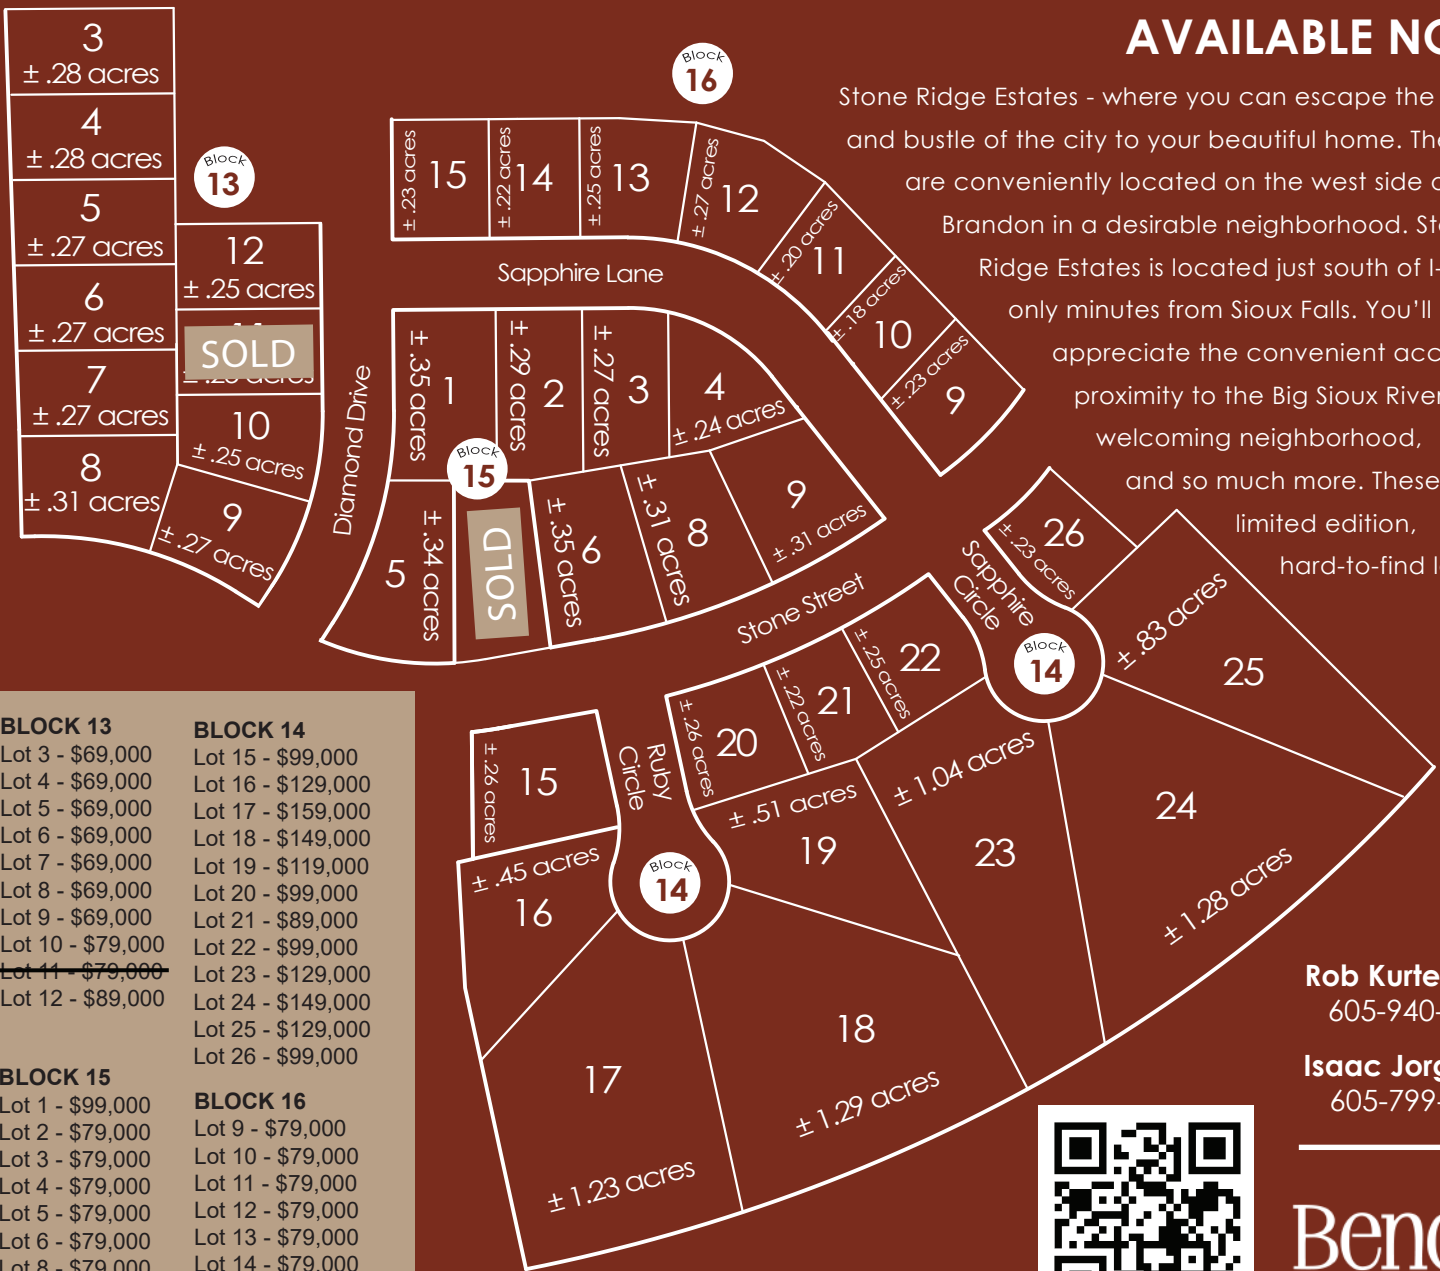 AVAILABLE
Stone Ridge Estates - where you can escape the
and bustle of the city to your beautiful home.
are conveniently located on the west side
Brandon in a desirable neighborhood.
Ridge Estates is located just south of
only minutes from Sioux Falls. You'll
appreciate the convenient
proximity to the Big Sioux River
welcoming neighborhood,
and so much more. These
limited edition,
hard-to-find
3
± .28 acres
4
± .28 acres
5
± .27 acres
6
± .27 acres
7
± .27 acres
8
± .31 acres
Block
13
12
± .25 acres
SOLD
10
± .25 acres
9
± .27 acres
Diamond Drive
Block
16
15
± .23 acres
14
± .22 acres
13
± .25 acres
12
± .27 acres
11
± .20 acres
10
± .18 acres
9
± .23 acres
Sapphire Lane
1
± .35 acres
2
± .29 acres
3
± .27 acres
4
± .24 acres
Block
15
5
± .34 acres
SOLD
6
± .35 acres
8
± .31 acres
9
± .31 acres
Stone Street
Sapphire
Circle
26
± .23 acres
Block
14
25
± .83 acres
24
± 1.28 acres
23
± 1.04 acres
22
± .25 acres
21
± .22 acres
20
± .26 acres
19
± .51 acres
Ruby
Circle
15
± .26 acres
Block
14
16
± .45 acres
17
± 1.23 acres
18
± 1.29 acres
BLOCK 13
Lot 3 - $69,000
Lot 4 - $69,000
Lot 5 - $69,000
Lot 6 - $69,000
Lot 7 - $69,000
Lot 8 - $69,000
Lot 9 - $69,000
Lot 10 - $79,000
Lot 11 - $79,000
Lot 12 - $89,000
BLOCK 15
Lot 1 - $99,000
Lot 2 - $79,000
Lot 3 - $79,000
Lot 4 - $79,000
Lot 5 - $79,000
Lot 6 - $79,000
Lot 8 - $79,000
BLOCK 14
Lot 15 - $99,000
Lot 16 - $129,000
Lot 17 - $159,000
Lot 18 - $149,000
Lot 19 - $119,000
Lot 20 - $99,000
Lot 21 - $89,000
Lot 22 - $99,000
Lot 23 - $129,000
Lot 24 - $149,000
Lot 25 - $129,000
Lot 26 - $99,000
BLOCK 16
Lot 9 - $79,000
Lot 10 - $79,000
Lot 11 - $79,000
Lot 12 - $79,000
Lot 13 - $79,000
Lot 14 - $79,000
Rob
605-940-
Isaac
605-799-